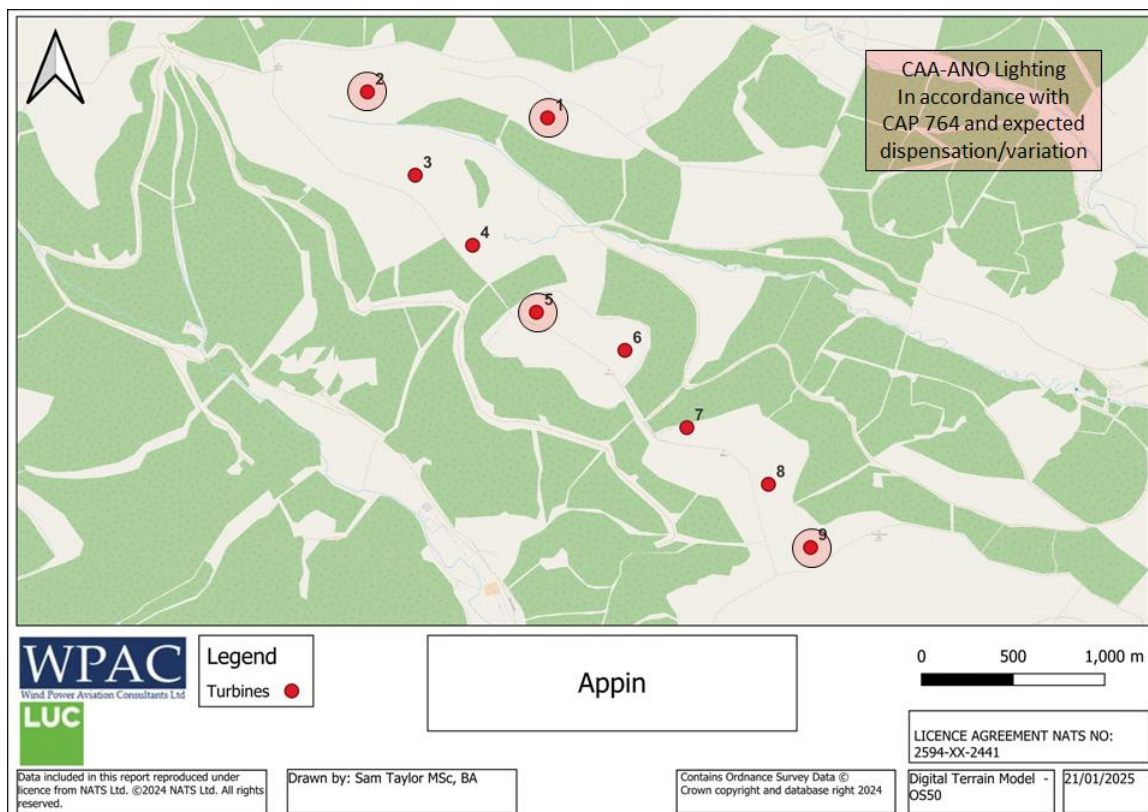 CAA-ANO Lighting
In accordance with
CAP 764 and expected
dispensation/variation
2
1
3
4
5
6
7
8
9
WPAC
Wind Power Aviation Consultants Ltd
LUC
Legend
Turbines
Appin
0 500 1,000 m
LICENCE AGREEMENT NATS NO:
2594-XX-2441
Data included in this report reproduced under
licence from NATS Ltd. ©2024 NATS Ltd. All rights
reserved.
Drawn by: Sam Taylor MSc, BA
Contains Ordnance Survey Data ©
Crown copyright and database right 2024
Digital Terrain Model -
OS50
21/01/2025